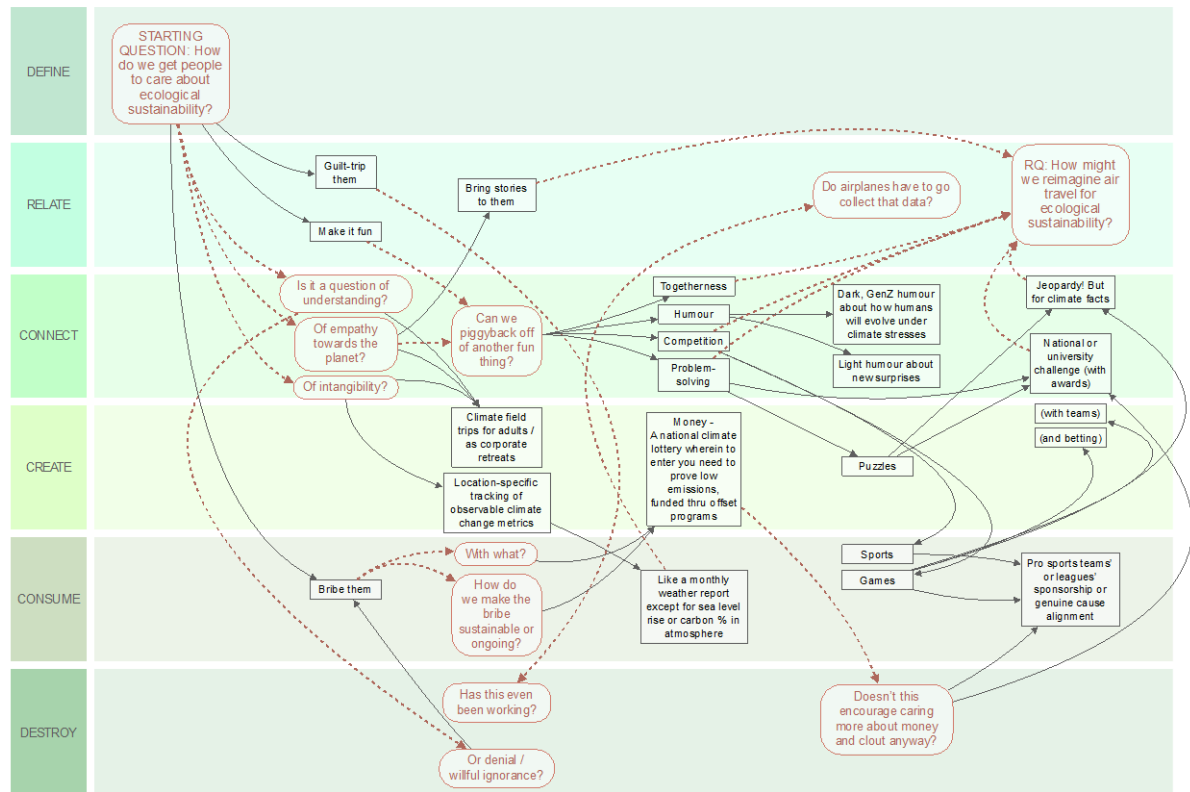 DEFINE
STARTING
QUESTION: How
do we get people
to care about
ecological
sustainability?
RELATE
Guilt-trip
them
Make it fun
Bring stories
to them
Do airplanes have to go
collect that data?
RQ: How might
we reimagine air
travel for
ecological
sustainability?
CONNECT
Is it a question of
understanding?
Of empathy
towards the
planet?
Of intangibility?
Can we
piggyback off
of another fun
thing?
Togetherness
Humour
Competition
Problem-
solving
Dark, GenZ humour
about how humans
will evolve under
climate stresses
Light humour about
new surprises
Jeopardy! But
for climate facts
National or
university
challenge (with
awards)
CREATE
Climate field
trips for adults /
as corporate
retreats
Location-specific
tracking of
observable climate
change metrics
Money -
A national climate
lottery wherein to
enter you need to
prove low
emissions,
funded thru offset
programs
Puzzles
(with teams)
(and betting)
CONSUME
Bribe them
With what?
How do
we make the
bribe
sustainable or
ongoing?
Like a monthly
weather report
except for sea level
rise or carbon % in
atmosphere
Sports
Games
Pro sports teams'
or leagues'
sponsorship or
genuine cause
alignment
DESTROY
Has this even
been working?
Or denial /
willful ignorance?
Doesn't this
encourage caring
more about money
and clout anyway?